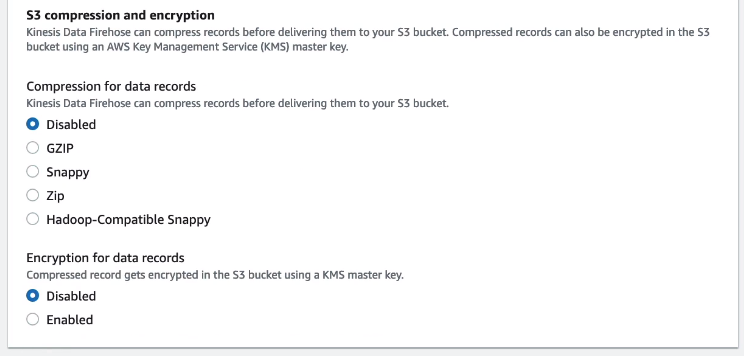 S3 compression and encryption
Kinesis Data Firehose can compress records before delivering them to your S3 bucket. Compressed records can also be encrypted in the S3
bucket using an AWS Key Management Service (KMS) master key.
Compression for data records
Kinesis Data Firehose can compress records before delivering them to your S3 bucket.
Disabled
GZIP
Snappy
Zip
Hadoop-Compatible Snappy
Encryption for data records
Compressed record gets encrypted in the S3 bucket using a KMS master key.
Disabled
Enabled